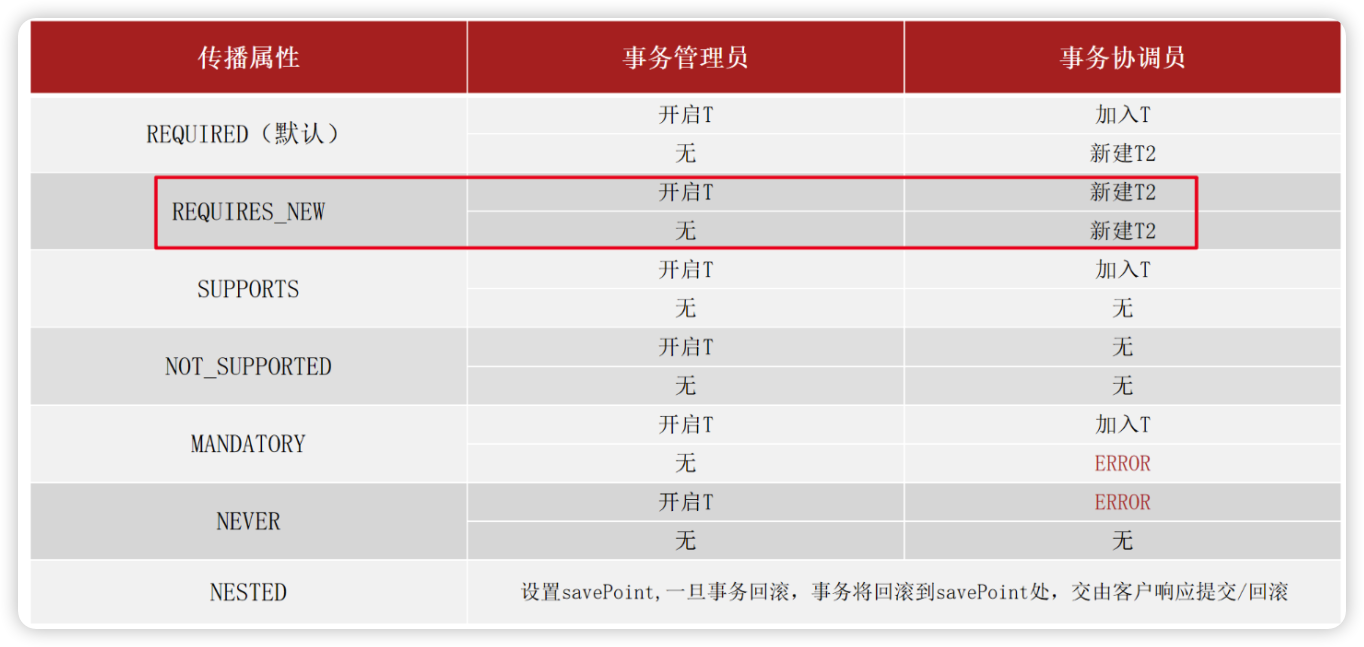 传播属性 事务管理员 事务协调员
REQUIRED（默认） 开启T 加入T
无 新建T2
REQUIRES_NEW 开启T 新建T2
无 新建T2
SUPPORTS 开启T 加入T
无 无
NOT_SUPPORTED 开启T 无
无 无
MANDATORY 开启T 加入T
无 ERROR
NEVER 开启T ERROR
无 无
NESTED 设置savePoint,一旦事务回滚，事务将回滚到savePoint处，交由客户响应提交/回滚